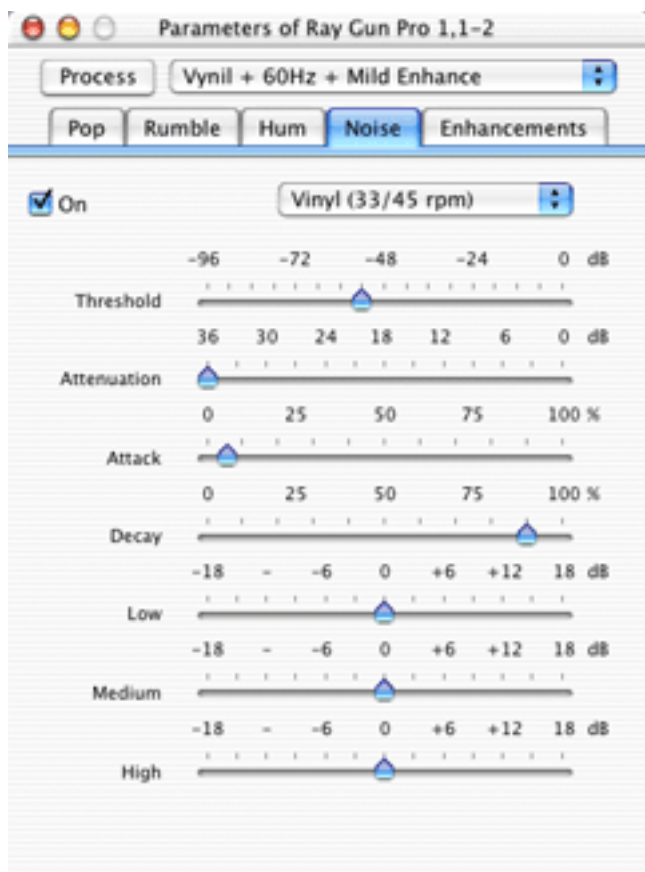 Parameters of Ray Gun Pro 1,1-2
Process Vynil + 60Hz + Mild Enhance
Pop Rumble Hum Noise Enhancements
On Vinyl (33/45 rpm)
-96 -72 -48 -24 0 dB
Threshold
36 30 24 18 12 6 0 dB
Attenuation
0 25 50 75 100 %
Attack
0 25 50 75 100 %
Decay
-18 - -6 0 +6 +12 18 dB
Low
-18 - -6 0 +6 +12 18 dB
Medium
-18 - -6 0 +6 +12 18 dB
High